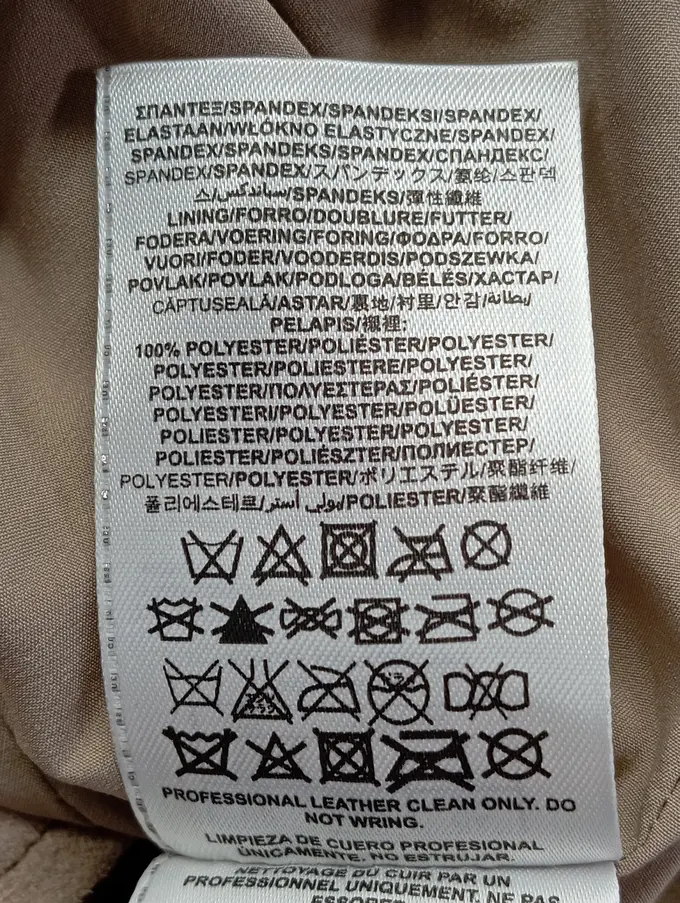 ΣΠΑΝΤΕΞ/SPANDEX/SPANDEKSI/SPANDEX/
ELASTAAN/WŁÓKNO ELASTYCZNE/SPANDEX/
SPANDEX/SPANDEKS/SPANDEX/СПАНДЕКС/
SPANDEX/SPANDEX/スパンデックス/氨纶/스판덱
스/سباندكس/SPANDEKS/彈性纖維
LINING/FORRO/DOUBLURE/FUTTER/
FODERA/VOERING/FORING/ΦΟΔΡΑ/FORRO/
VUORI/FODER/VOODERDIS/PODSZEWKA/
POVLAK/POVLAK/PODLOGA/BÉLÉS/ХАСТАР/
CĂPTUȘEALĂ/ASTAR/裏地/衬里/안감/بطانة/
PELAPIS/襯裡:
100% POLYESTER/POLIÉSTER/POLYESTER/
POLYESTER/POLIESTERE/POLYESTER/
POLYESTER/ΠΟΛΥΕΣΤΕΡΑΣ/POLIÉSTER/
POLYESTERI/POLYESTER/POLÜESTER/
POLIESTER/POLYESTER/POLYESTER/
POLIESTER/POLIÉSZTER/ПОЛИЕСТЕР/
POLYESTER/POLYESTER/ポリエステル/聚酯纤维/
폴리에스테르/بولي أستر/POLIESTER/聚酯纖維
PROFESSIONAL LEATHER CLEAN ONLY. DO
NOT WRING.
LIMPIEZA DE CUERO PROFESIONAL
ÚNICAMENTE. NO ESTRUJAR.
NETTOYAGE DU CUIR PAR UN
PROFESSIONNEL UNIQUEMENT. NE PAS